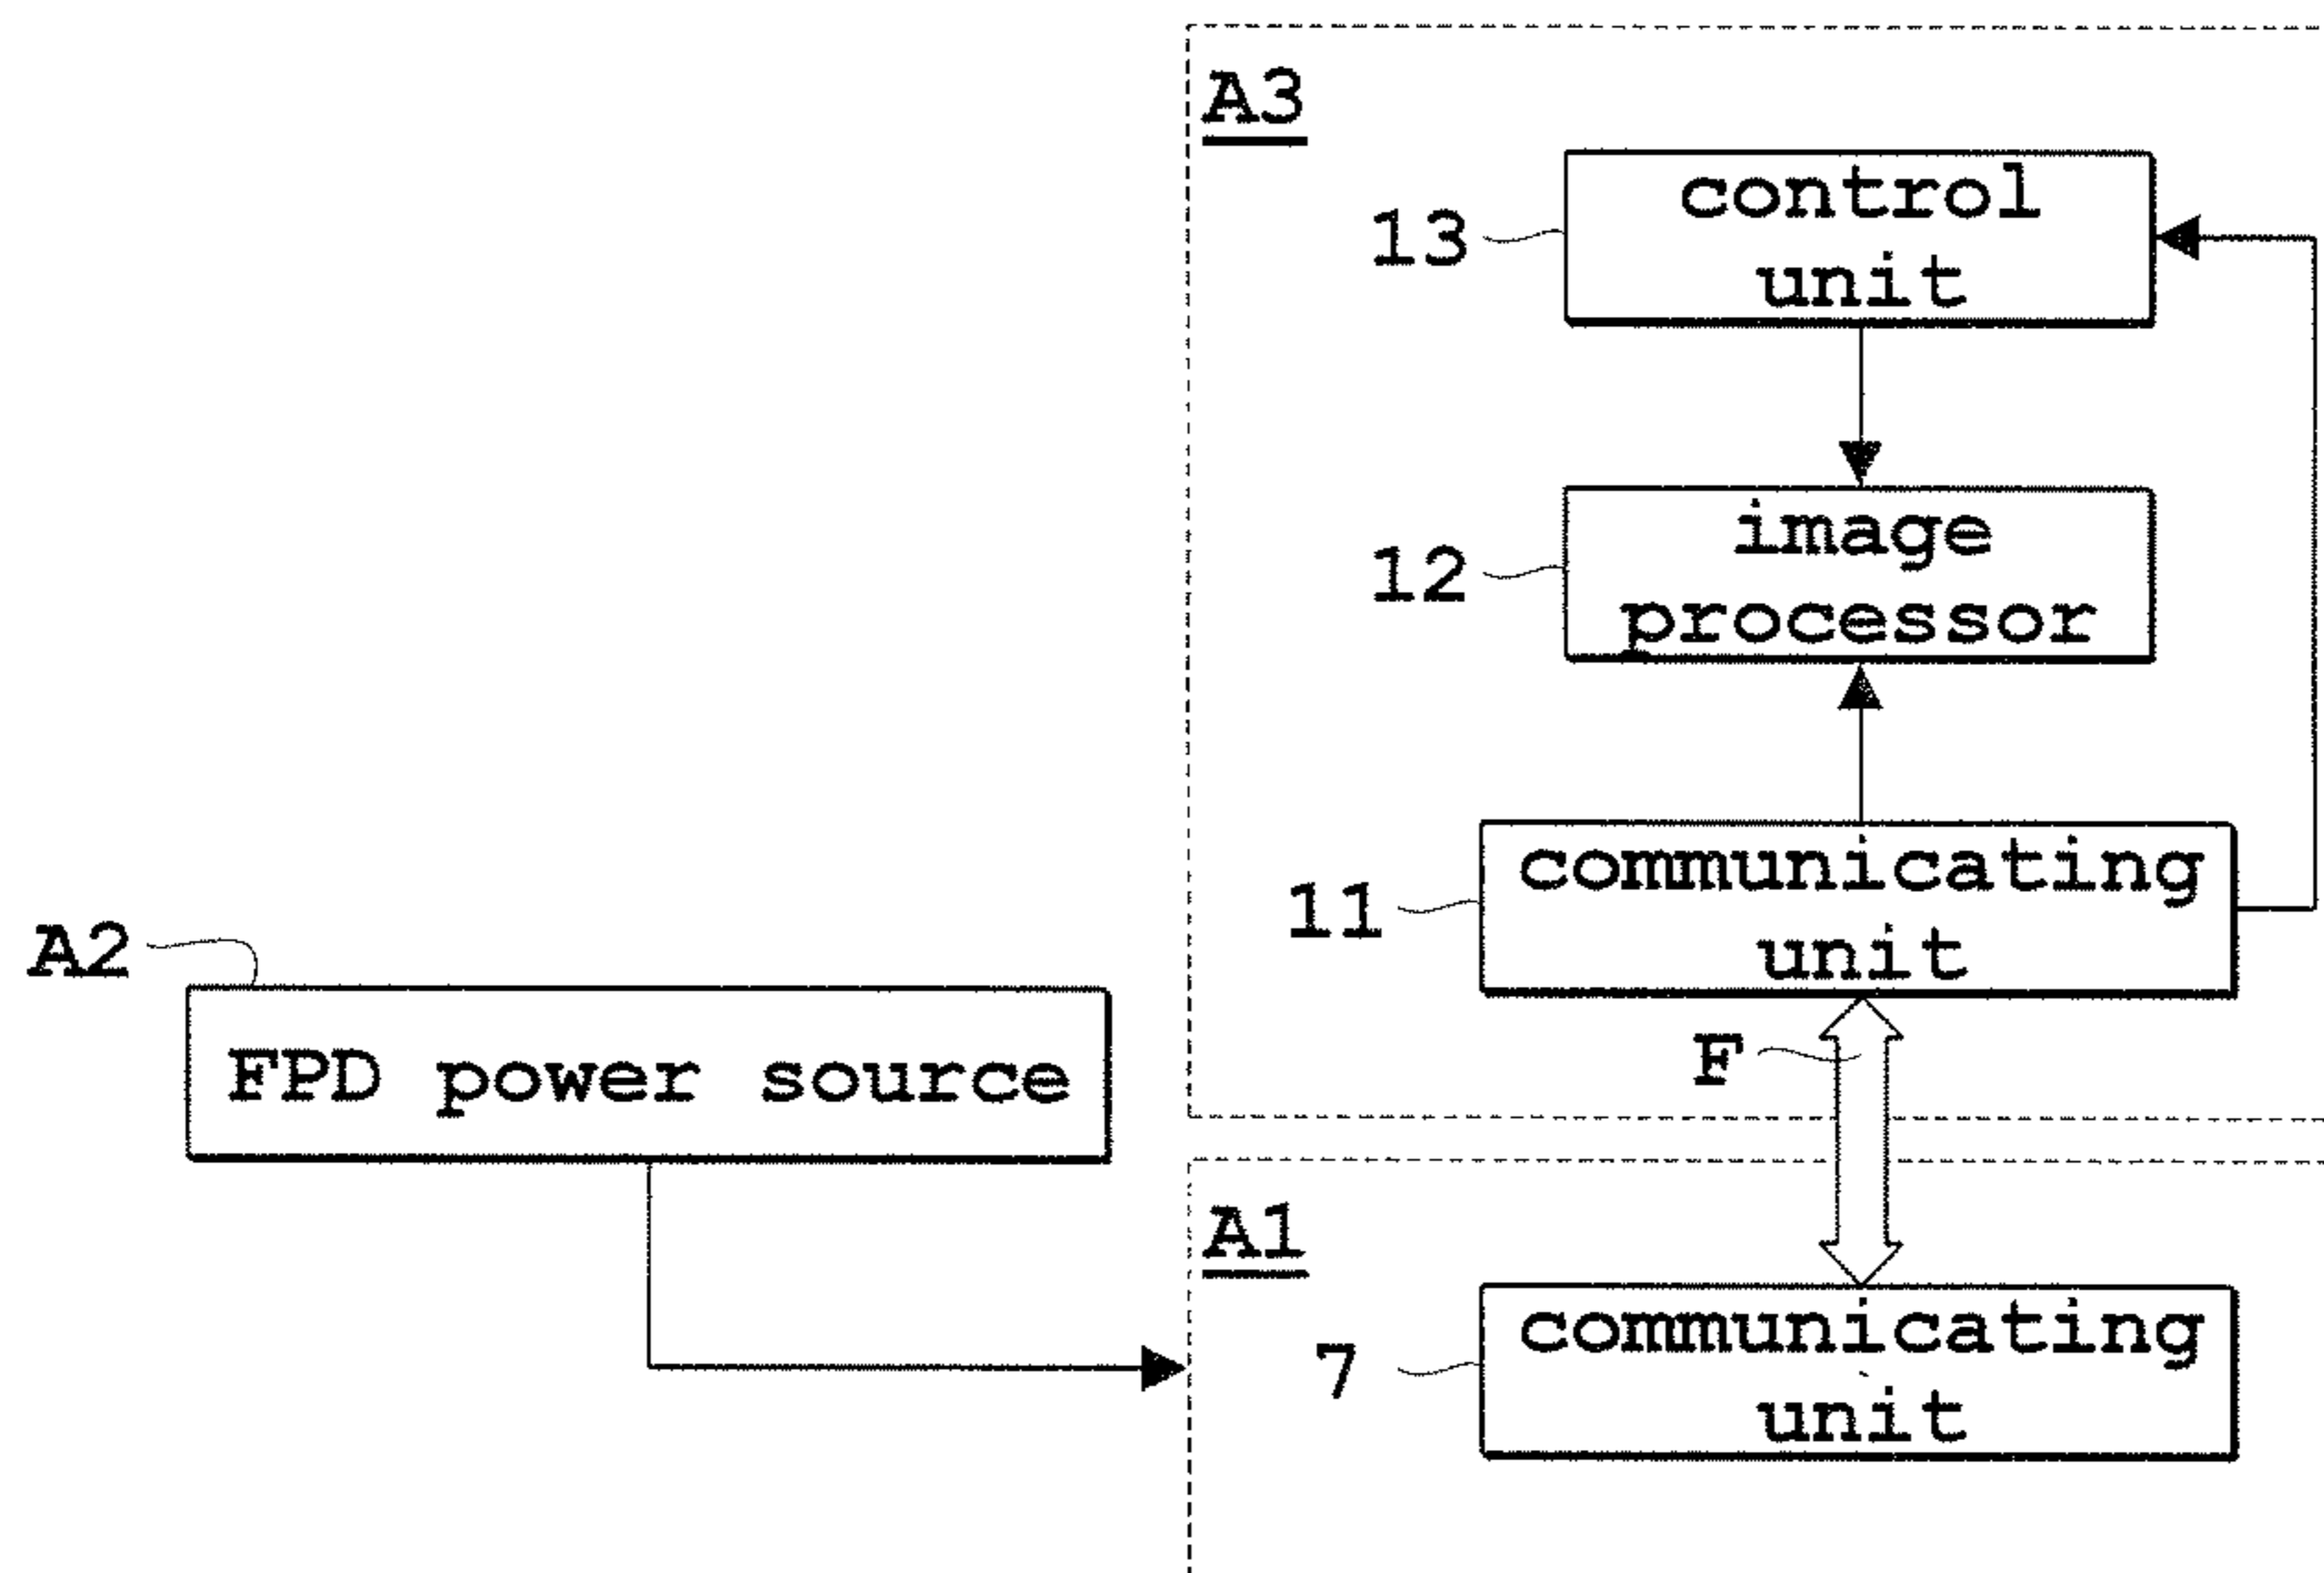 A3
13
control
unit
12
image
processor
11
communicating
unit
A2
FPD power source
F
A1
7
communicating
unit